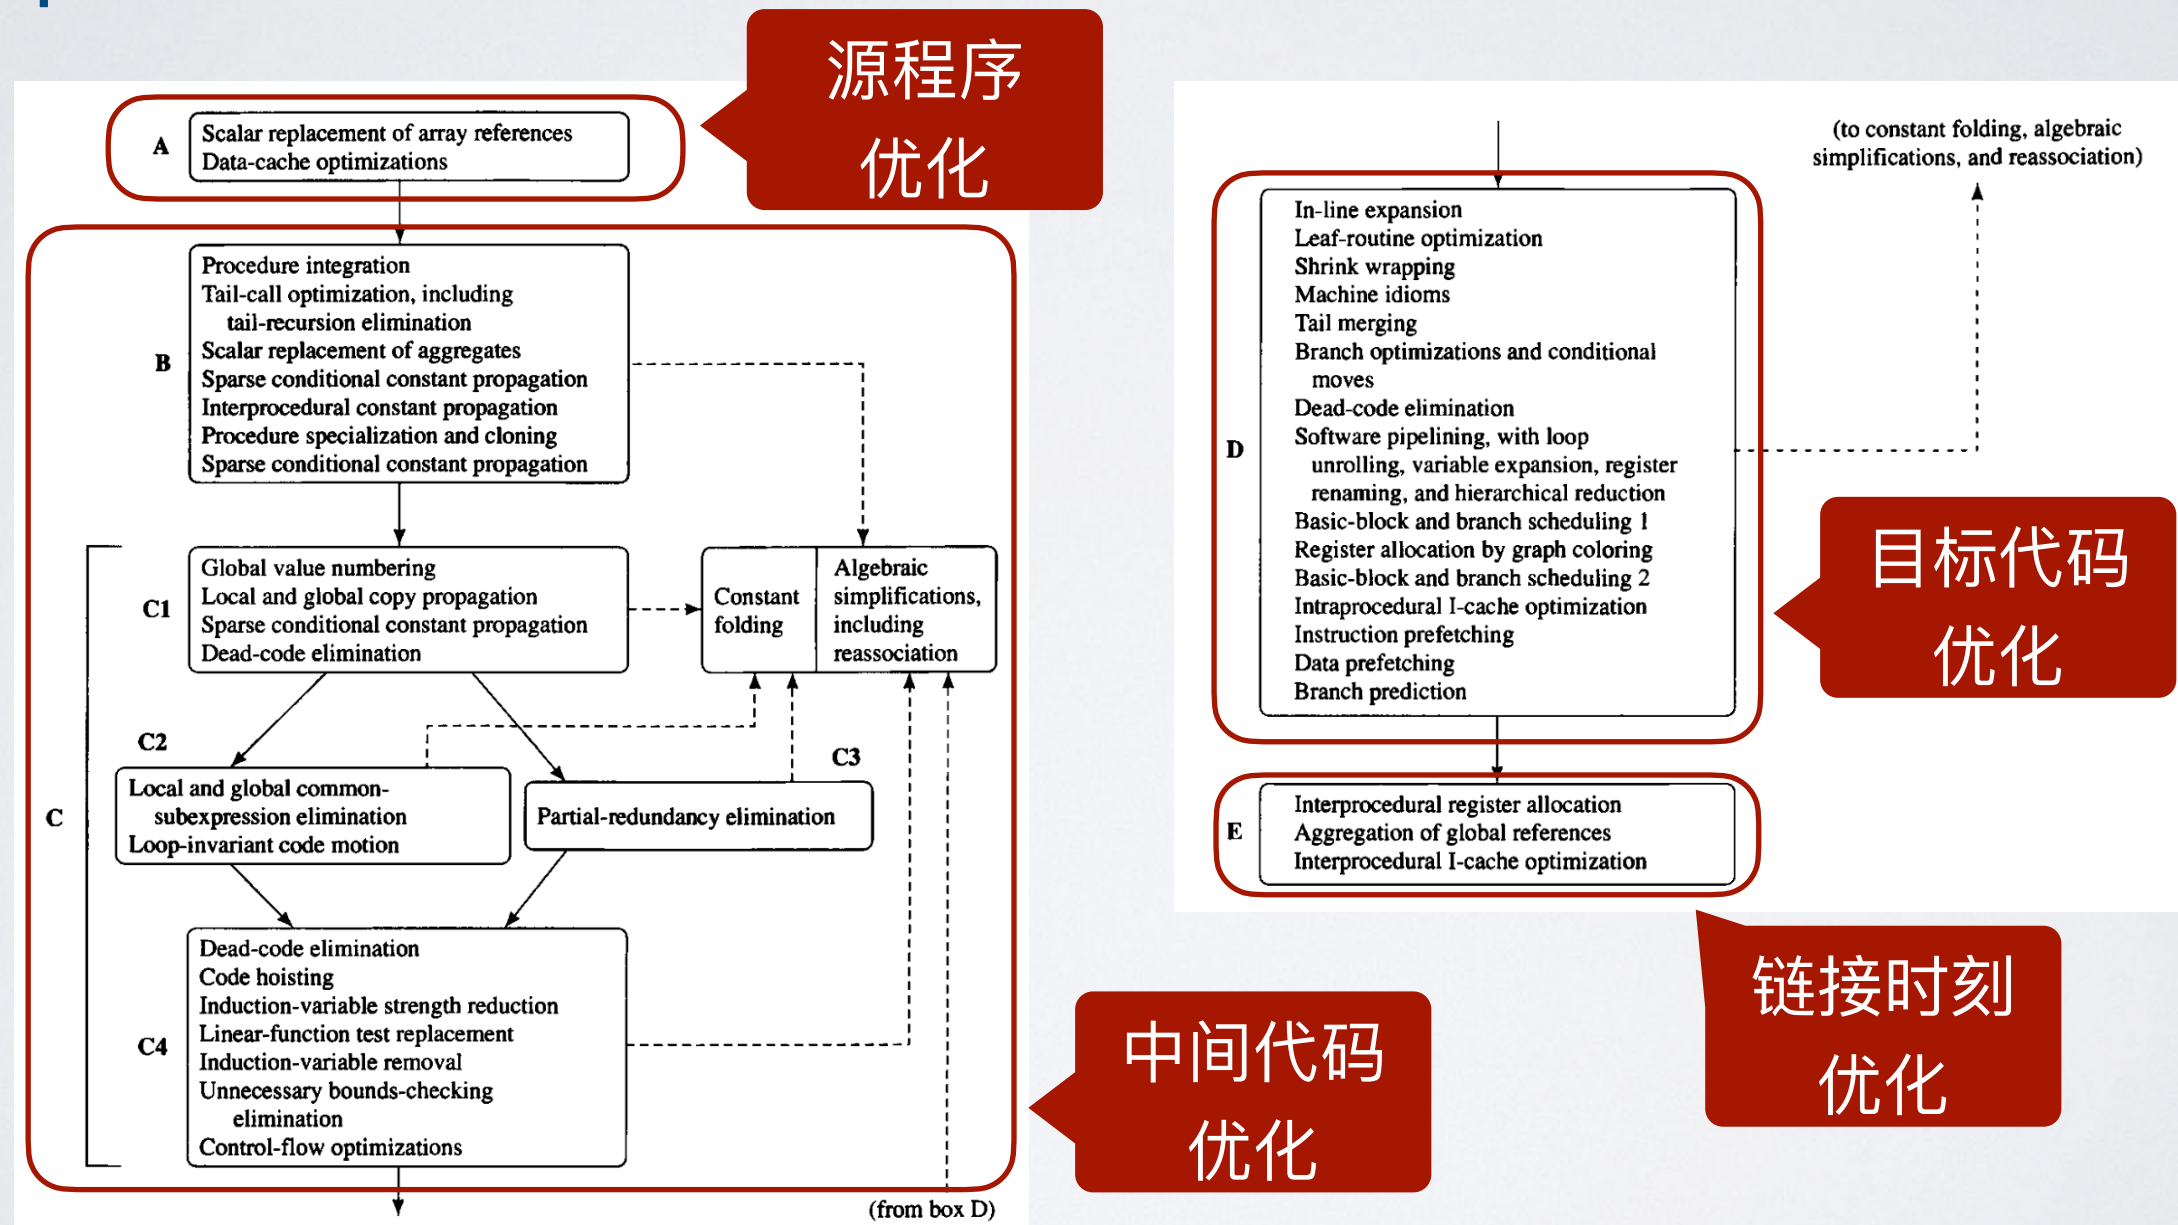 源程序
优化
A
Scalar replacement of array references
Data-cache optimizations
B
Procedure integration
Tail-call optimization, including
tail-recursion elimination
Scalar replacement of aggregates
Sparse conditional constant propagation
Interprocedural constant propagation
Procedure specialization and cloning
Sparse conditional constant propagation
C
C1
Global value numbering
Local and global copy propagation
Sparse conditional constant propagation
Dead-code elimination
Constant
folding
Algebraic
simplifications,
including
reassociation
C2
Local and global common-
subexpression elimination
Loop-invariant code motion
C3
Partial-redundancy elimination
C4
Dead-code elimination
Code hoisting
Induction-variable strength reduction
Linear-function test replacement
Induction-variable removal
Unnecessary bounds-checking
elimination
Control-flow optimizations
(from box D)
中间代码
优化
(to constant folding, algebraic
simplifications, and reassociation)
D
In-line expansion
Leaf-routine optimization
Shrink wrapping
Machine idioms
Tail merging
Branch optimizations and conditional
moves
Dead-code elimination
Software pipelining, with loop
unrolling, variable expansion, register
renaming, and hierarchical reduction
Basic-block and branch scheduling 1
Register allocation by graph coloring
Basic-block and branch scheduling 2
Intraprocedural I-cache optimization
Instruction prefetching
Data prefetching
Branch prediction
目标代码
优化
E
Interprocedural register allocation
Aggregation of global references
Interprocedural I-cache optimization
链接时刻
优化